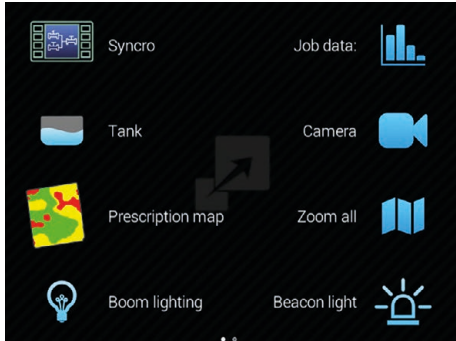 Syncro
Job data:
Tank
Camera
Prescription map
Zoom all
Boom lighting
Beacon light